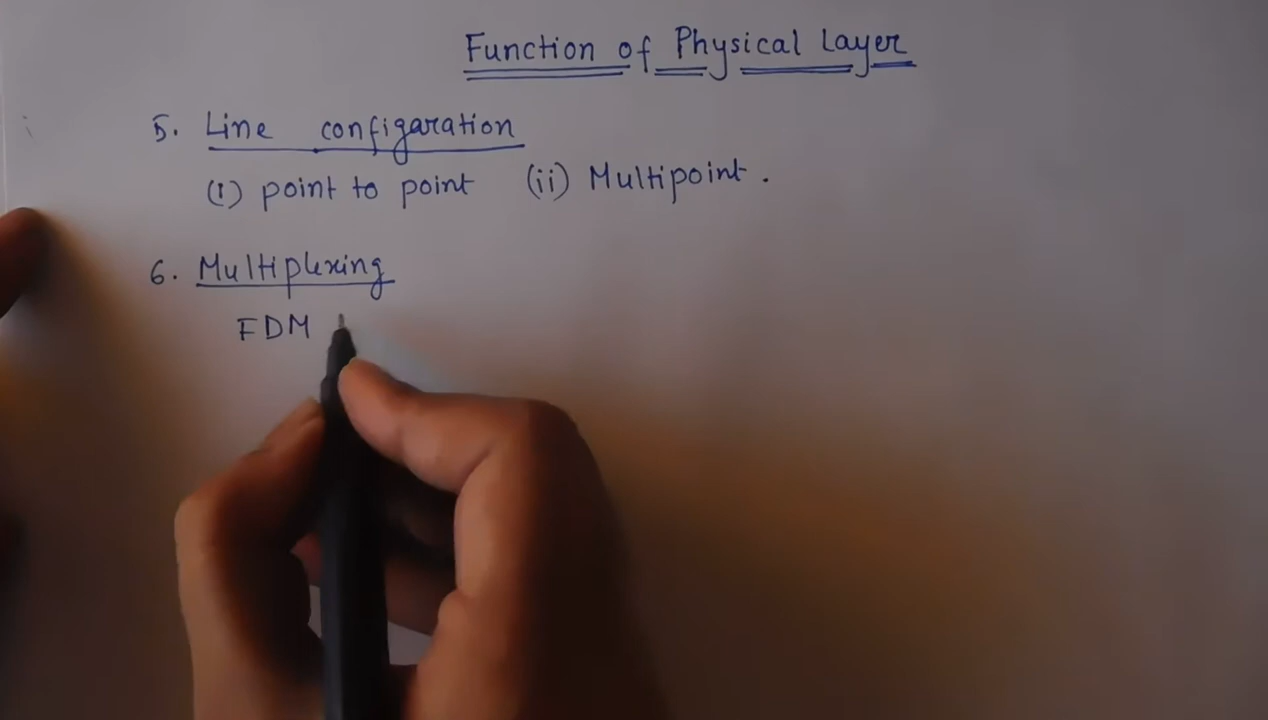 Function of Physical Layer
5. Line configaration
(i) point to point (ii) Multipoint.
6. Multiplexing
FDM